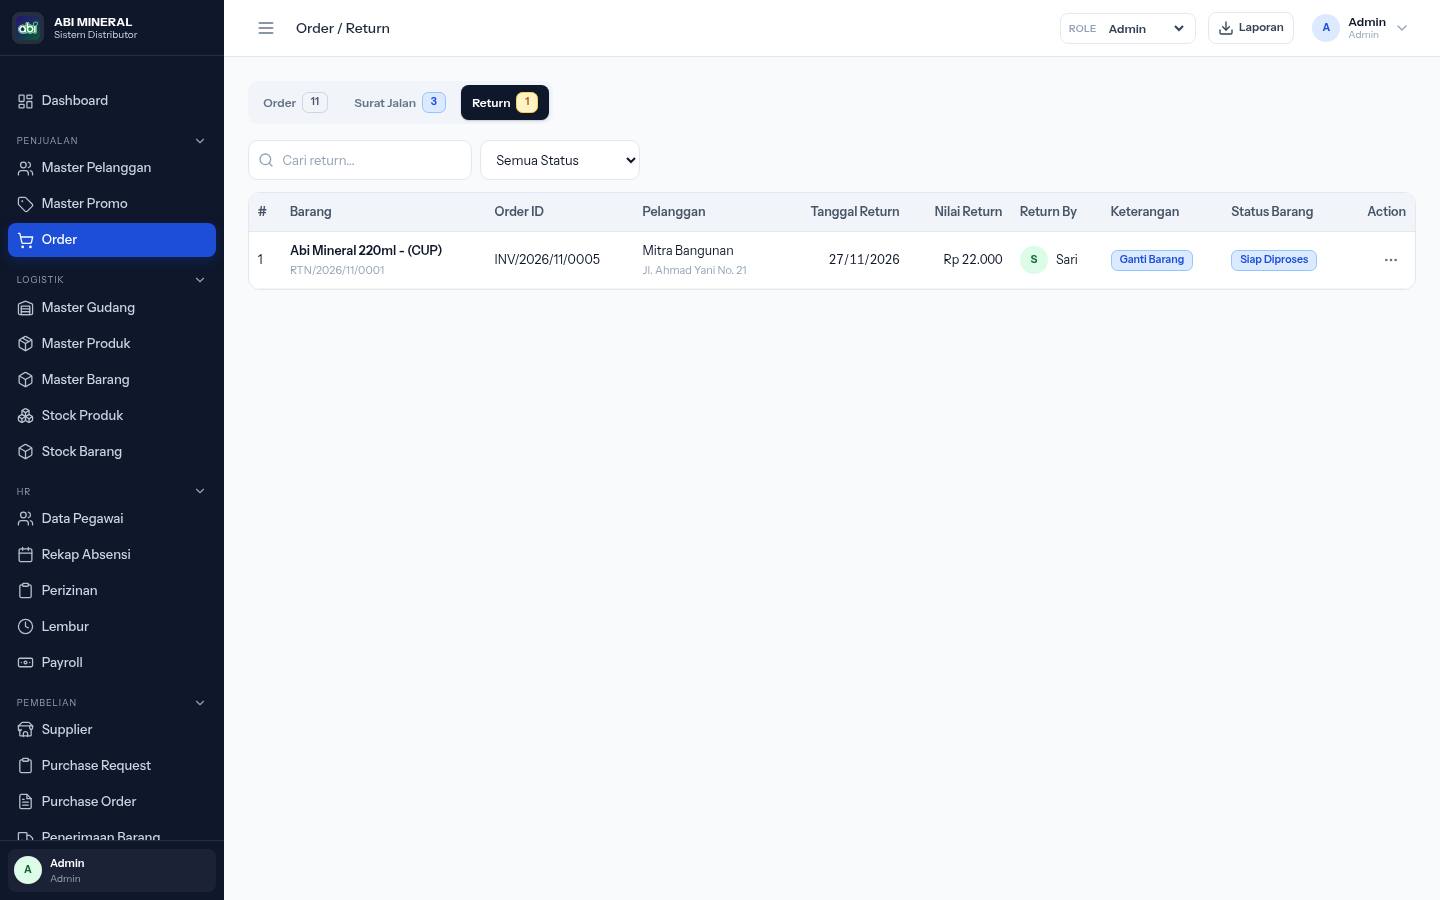 abi
ABI MINERAL
Sistem Distributor
Order / Return
ROLE Admin
Laporan
A
Admin
Admin
Dashboard
PENJUALAN
Master Pelanggan
Master Promo
Order
LOGISTIK
Master Gudang
Master Produk
Master Barang
Stock Produk
Stock Barang
HR
Data Pegawai
Rekap Absensi
Perizinan
Lembur
Payroll
PEMBELIAN
Supplier
Purchase Request
Purchase Order
Penerimaan Barang
A
Admin
Admin
Order 11 Surat Jalan 3 Return 1
Cari return...
Semua Status
# Barang Order ID Pelanggan Tanggal Return Nilai Return Return By Keterangan Status Barang Action
1 Abi Mineral 220ml - (CUP) INV/2026/11/0005 Mitra Bangunan 27/11/2026 Rp 22.000 S Sari Ganti Barang Siap Diproses ...
RTN/2026/11/0001 Jl. Ahmad Yani No. 21